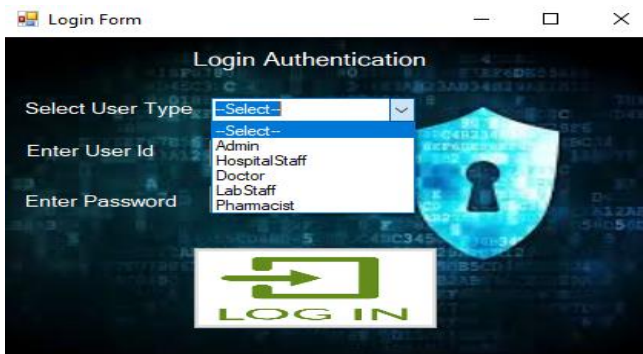 Login Form
Login Authentication
Select User Type --Select--
--Select--
Admin
Enter User Id
HospitalStaff
Doctor
LabStaff
Enter Password
Pharmacist
LOG IN